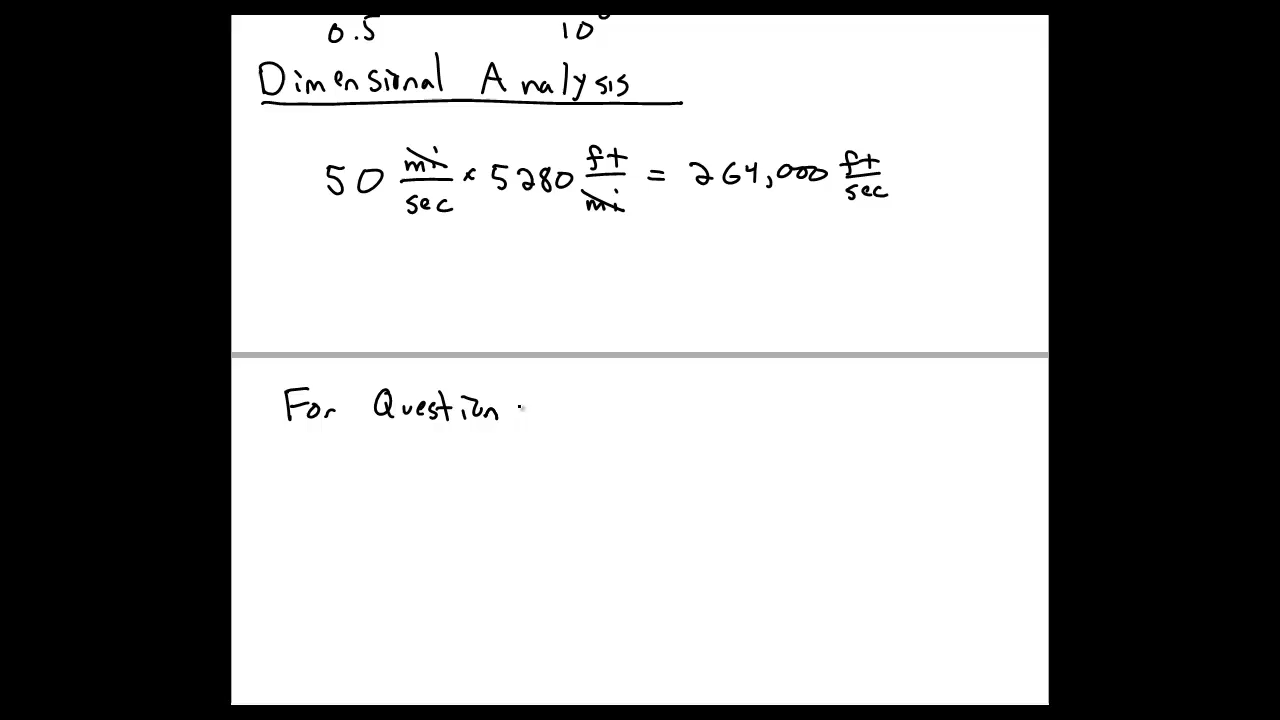 0.5 10
Dimensional Analysis
50 mi/sec × 5280 ft/mi = 264,000 ft/sec
For Question